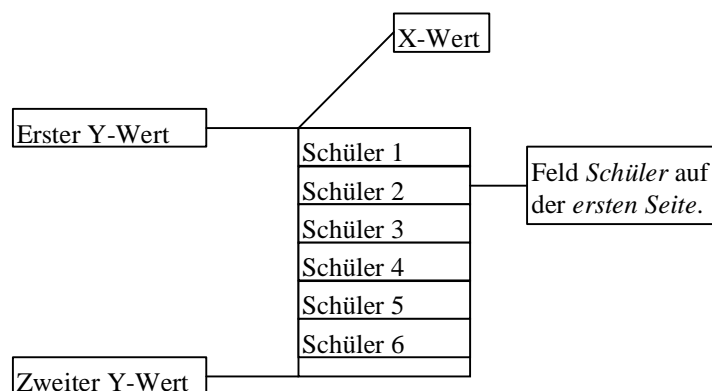 X-Wert
Erster Y-Wert
Schüler 1
Schüler 2
Schüler 3
Schüler 4
Schüler 5
Schüler 6
Feld Schüler auf
der ersten Seite.
Zweiter Y-Wert